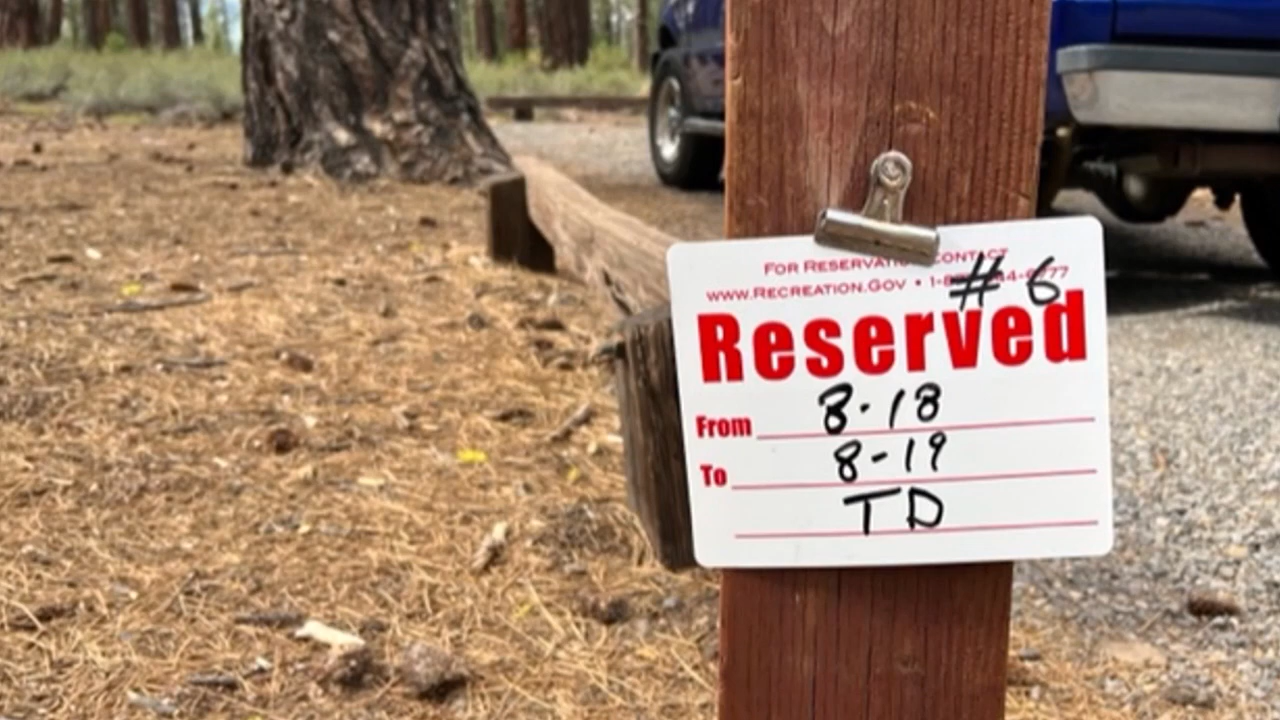 FOR RESERVATI CONTACT
WWW.RECREATION.GOV • 1-8 44-6777
# 6
Reserved
From 8-18
To 8-19
TD